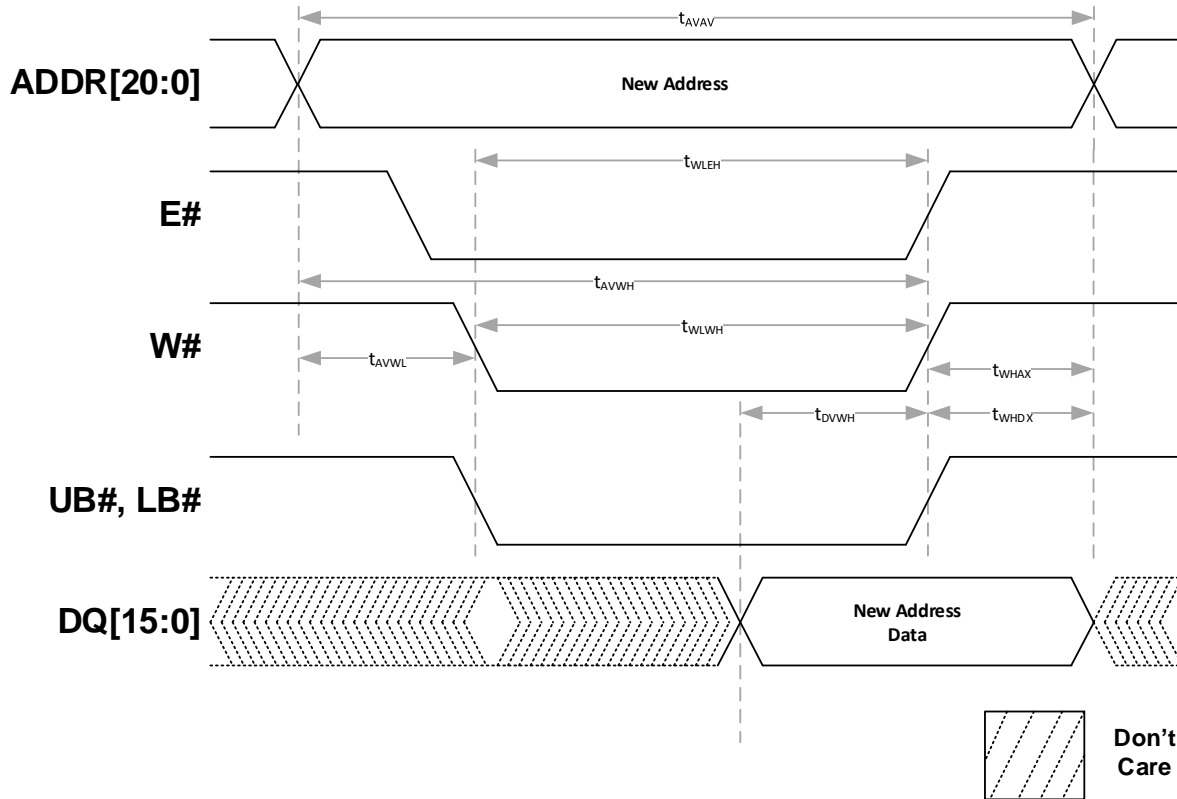 tAVAV
ADDR[20:0]
New Address
tWLEH
E#
tAVWH
W#
tWLWH
tAVWL
tWHAX
tDVWH
tWHDX
UB#, LB#
DQ[15:0]
New Address
Data
Don't
Care